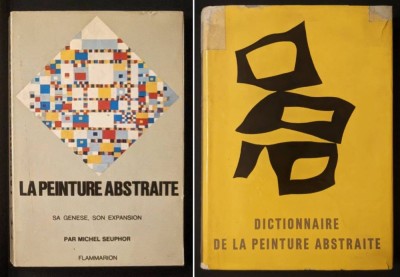 LA PEINTURE ABSTRAITE
SA GENESE, SON EXPANSION
PAR MICHEL SEUPHOR
FLAMMARION
DICTIONNAIRE
DE LA PEINTURE ABSTRAITE